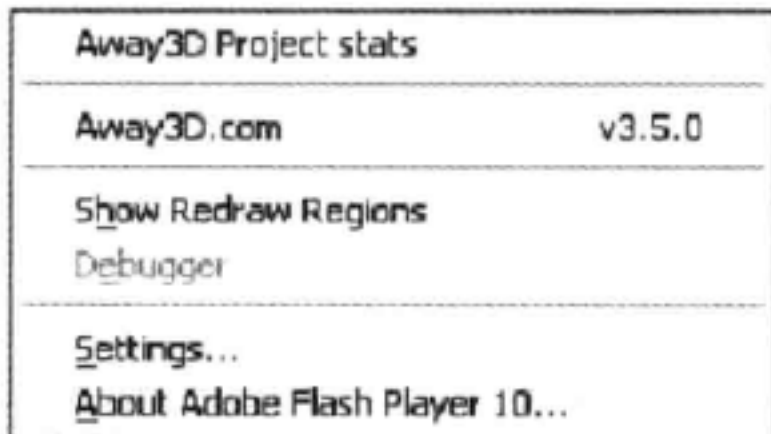 Away3D Project stats
Away3D.com v3.5.0
Show Redraw Regions
Debugger
Settings...
About Adobe Flash Player 10...